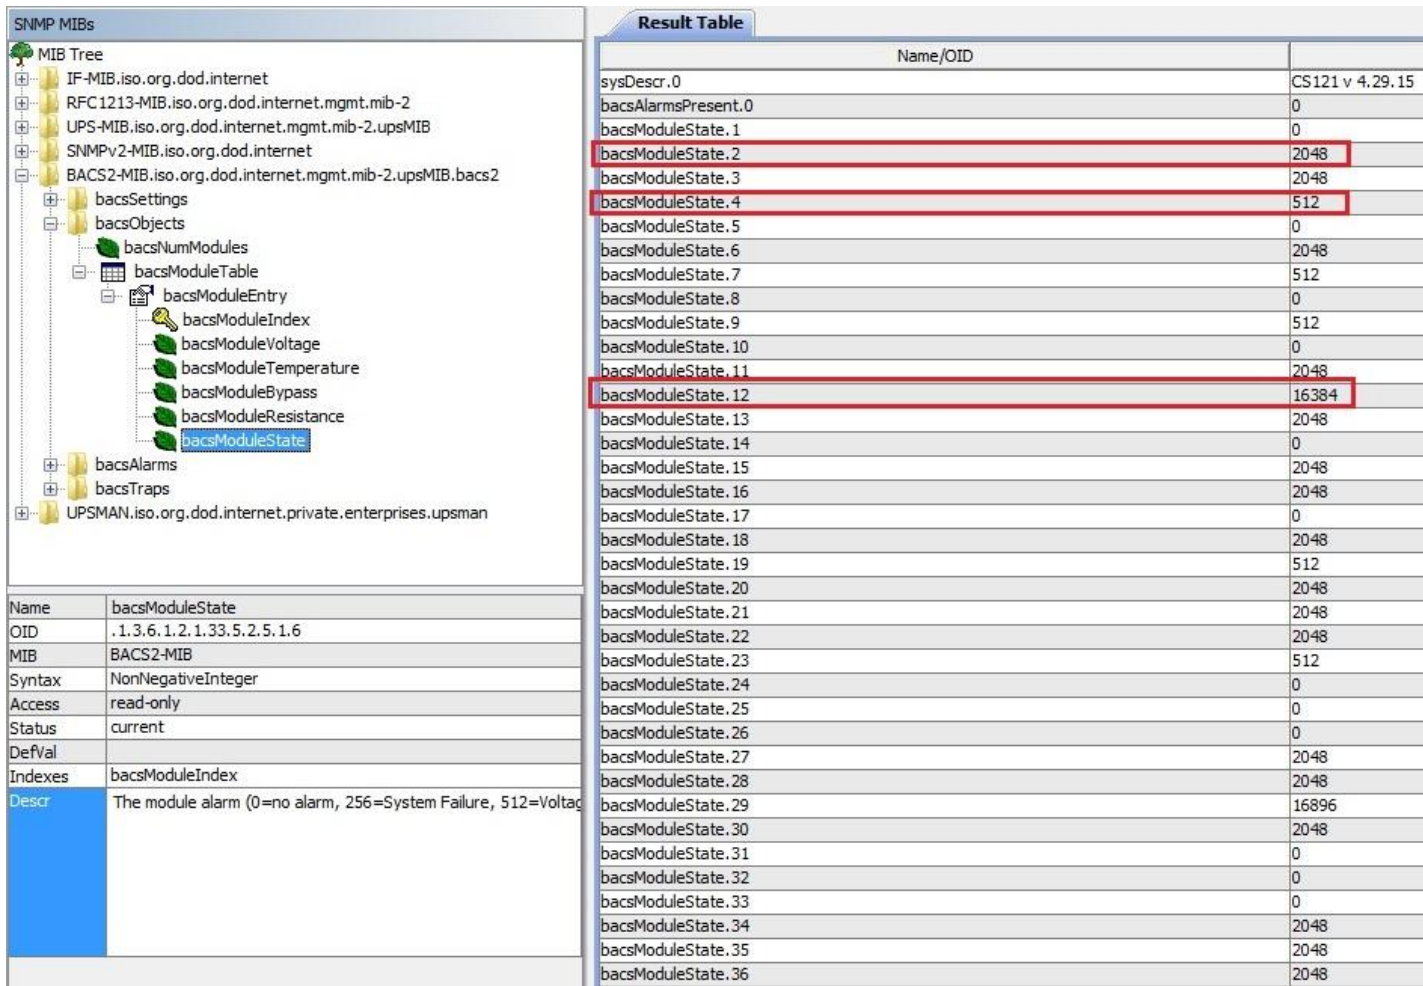 SNMP MIBs
MIB Tree
IF-MIB.iso.org.dod.internet
RFC1213-MIB.iso.org.dod.internet.mgmt.mib-2
UPS-MIB.iso.org.dod.internet.mgmt.mib-2.upsMIB
SNMPv2-MIB.iso.org.dod.internet
BACS2-MIB.iso.org.dod.internet.mgmt.mib-2.upsMIB.bacs2
bacsSettings
bacsObjects
bacsNumModules
bacsModuleTable
bacsModuleEntry
bacsModuleIndex
bacsModuleVoltage
bacsModuleTemperature
bacsModuleBypass
bacsModuleResistance
bacsModuleState
bacsAlarms
bacsTraps
UPSMAN.iso.org.dod.internet.private.enterprises.upsman
Name bacsModuleState
OID .1.3.6.1.2.1.33.5.2.5.1.6
MIB BACS2-MIB
Syntax NonNegativeInteger
Access read-only
Status current
DefVal
Indexes bacsModuleIndex
Descr The module alarm (0=no alarm, 256=System Failure, 512=Voltag
Result Table
Name/OID
sysDescr.0 CS121 v 4.29.15
bacsAlarmsPresent.0 0
bacsModuleState.1 0
bacsModuleState.2 2048
bacsModuleState.3 2048
bacsModuleState.4 512
bacsModuleState.5 0
bacsModuleState.6 2048
bacsModuleState.7 512
bacsModuleState.8 0
bacsModuleState.9 512
bacsModuleState.10 0
bacsModuleState.11 2048
bacsModuleState.12 16384
bacsModuleState.13 2048
bacsModuleState.14 0
bacsModuleState.15 2048
bacsModuleState.16 2048
bacsModuleState.17 0
bacsModuleState.18 2048
bacsModuleState.19 512
bacsModuleState.20 2048
bacsModuleState.21 2048
bacsModuleState.22 2048
bacsModuleState.23 512
bacsModuleState.24 0
bacsModuleState.25 0
bacsModuleState.26 0
bacsModuleState.27 2048
bacsModuleState.28 2048
bacsModuleState.29 16896
bacsModuleState.30 2048
bacsModuleState.31 0
bacsModuleState.32 0
bacsModuleState.33 0
bacsModuleState.34 2048
bacsModuleState.35 2048
bacsModuleState.36 2048